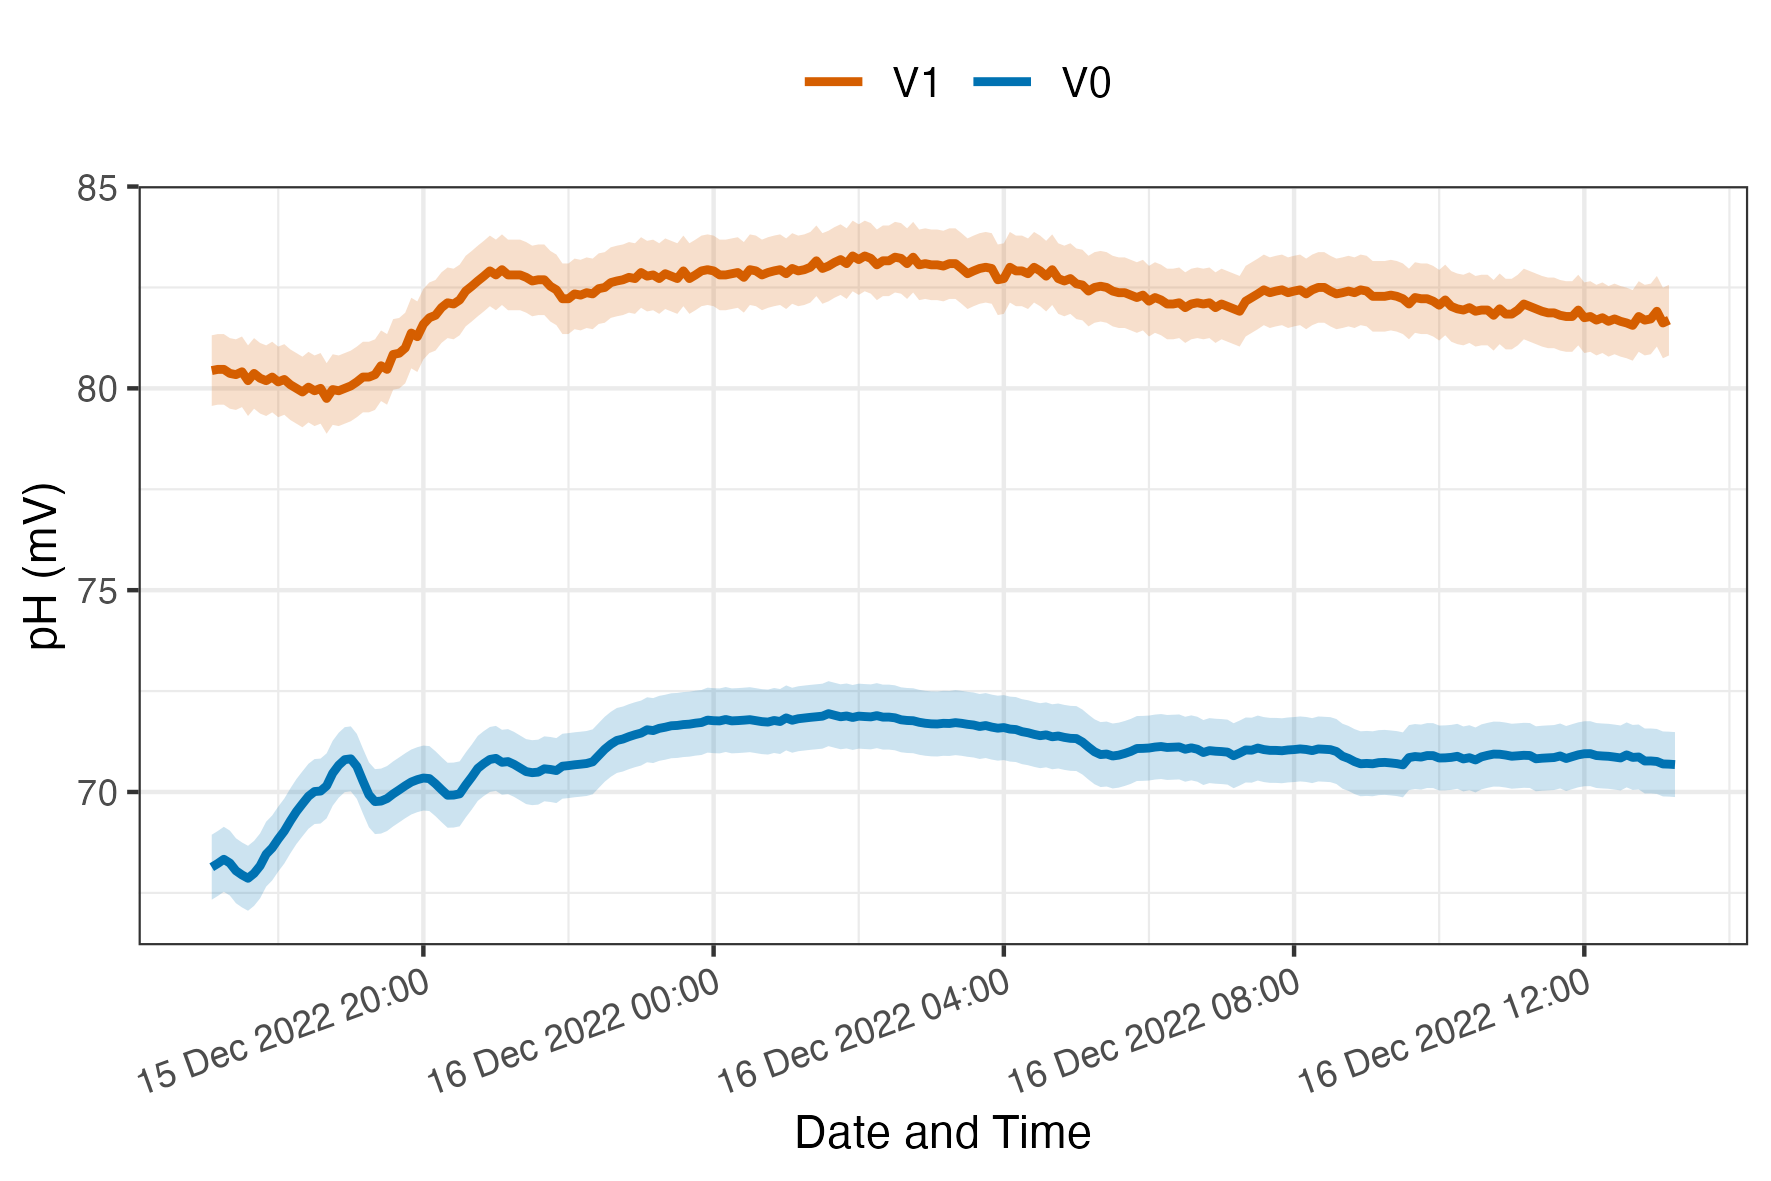 V1 V0
85
80
75
70
pH (mV)
15 Dec 2022 20:00
16 Dec 2022 00:00
16 Dec 2022 04:00
16 Dec 2022 08:00
16 Dec 2022 12:00
Date and Time